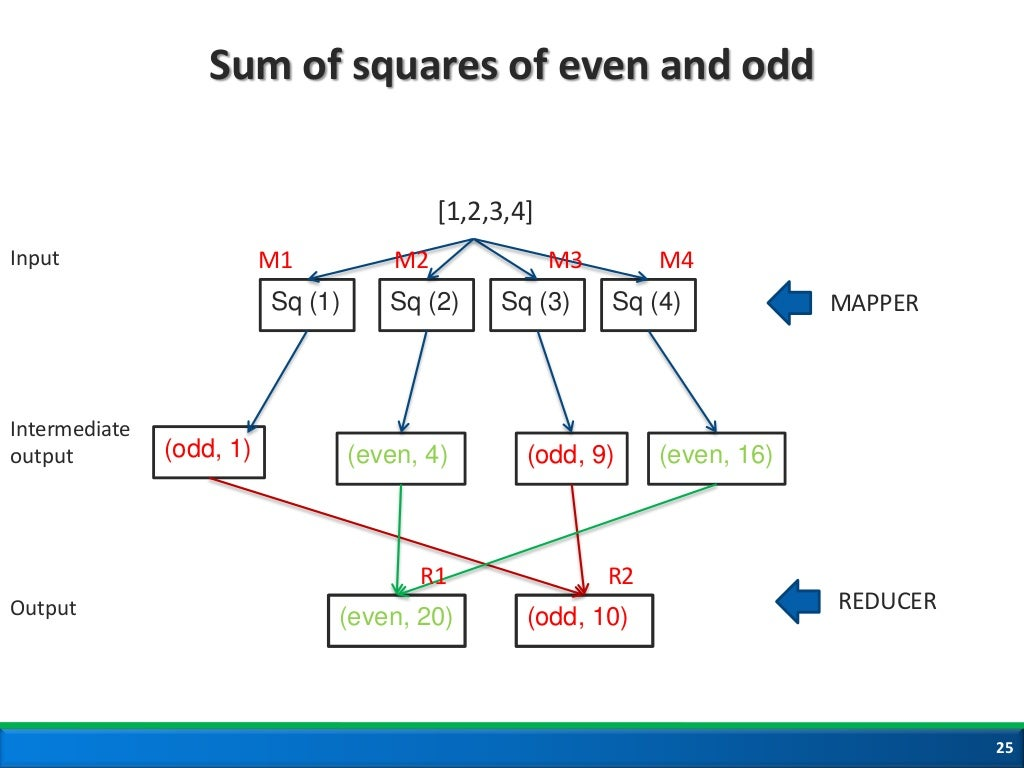 Sum of squares of even and odd
[1,2,3,4]
Input
M1
M2
M3
M4
Sq (1)
Sq (2)
Sq (3)
Sq (4)
MAPPER
Intermediate
output
(odd, 1)
(even, 4)
(odd, 9)
(even, 16)
R1
R2
Output
(even, 20)
(odd, 10)
REDUCER
25